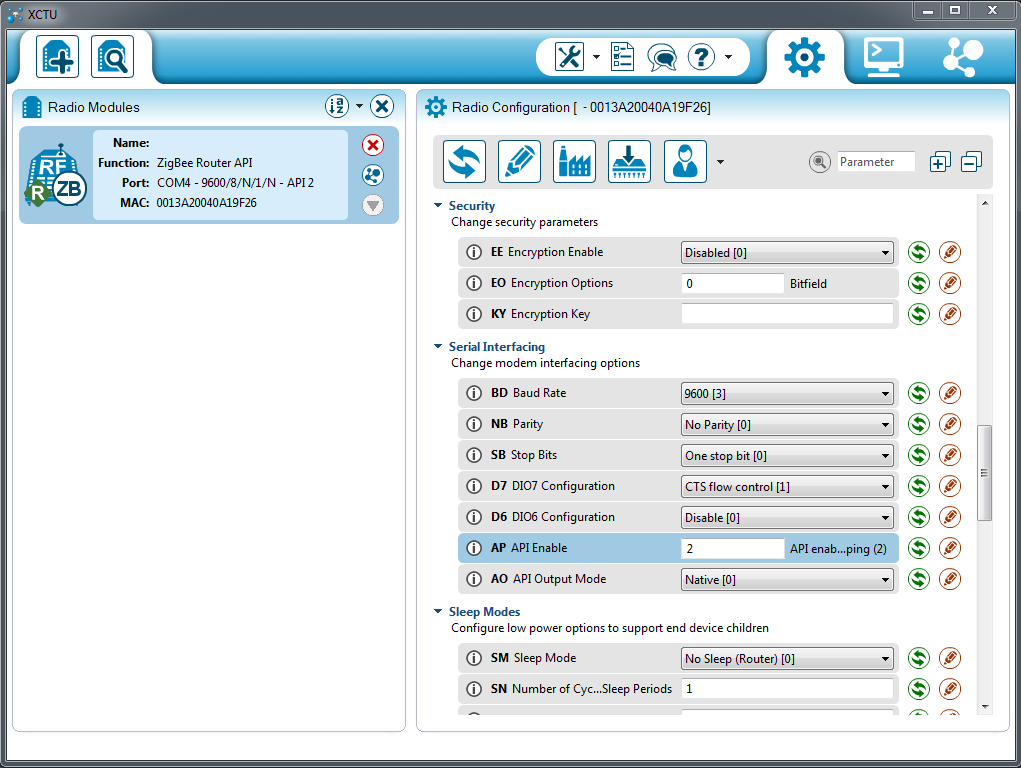 XCTU
Radio Modules
Name:
Function: ZigBee Router API
Port: COM4 - 9600/8/N/1/N - API 2
MAC: 0013A20040A19F26
RF
R
ZB
Radio Configuration [ - 0013A20040A19F26]
Parameter
Security
Change security parameters
EE Encryption Enable Disabled [0]
EO Encryption Options 0 Bitfield
KY Encryption Key
Serial Interfacing
Change modem interfacing options
BD Baud Rate 9600 [3]
NB Parity No Parity [0]
SB Stop Bits One stop bit [0]
D7 DIO7 Configuration CTS flow control [1]
D6 DIO6 Configuration Disable [0]
AP API Enable 2 API enab...ping (2)
AO API Output Mode Native [0]
Sleep Modes
Configure low power options to support end device children
SM Sleep Mode No Sleep (Router) [0]
SN Number of Cyc...Sleep Periods 1